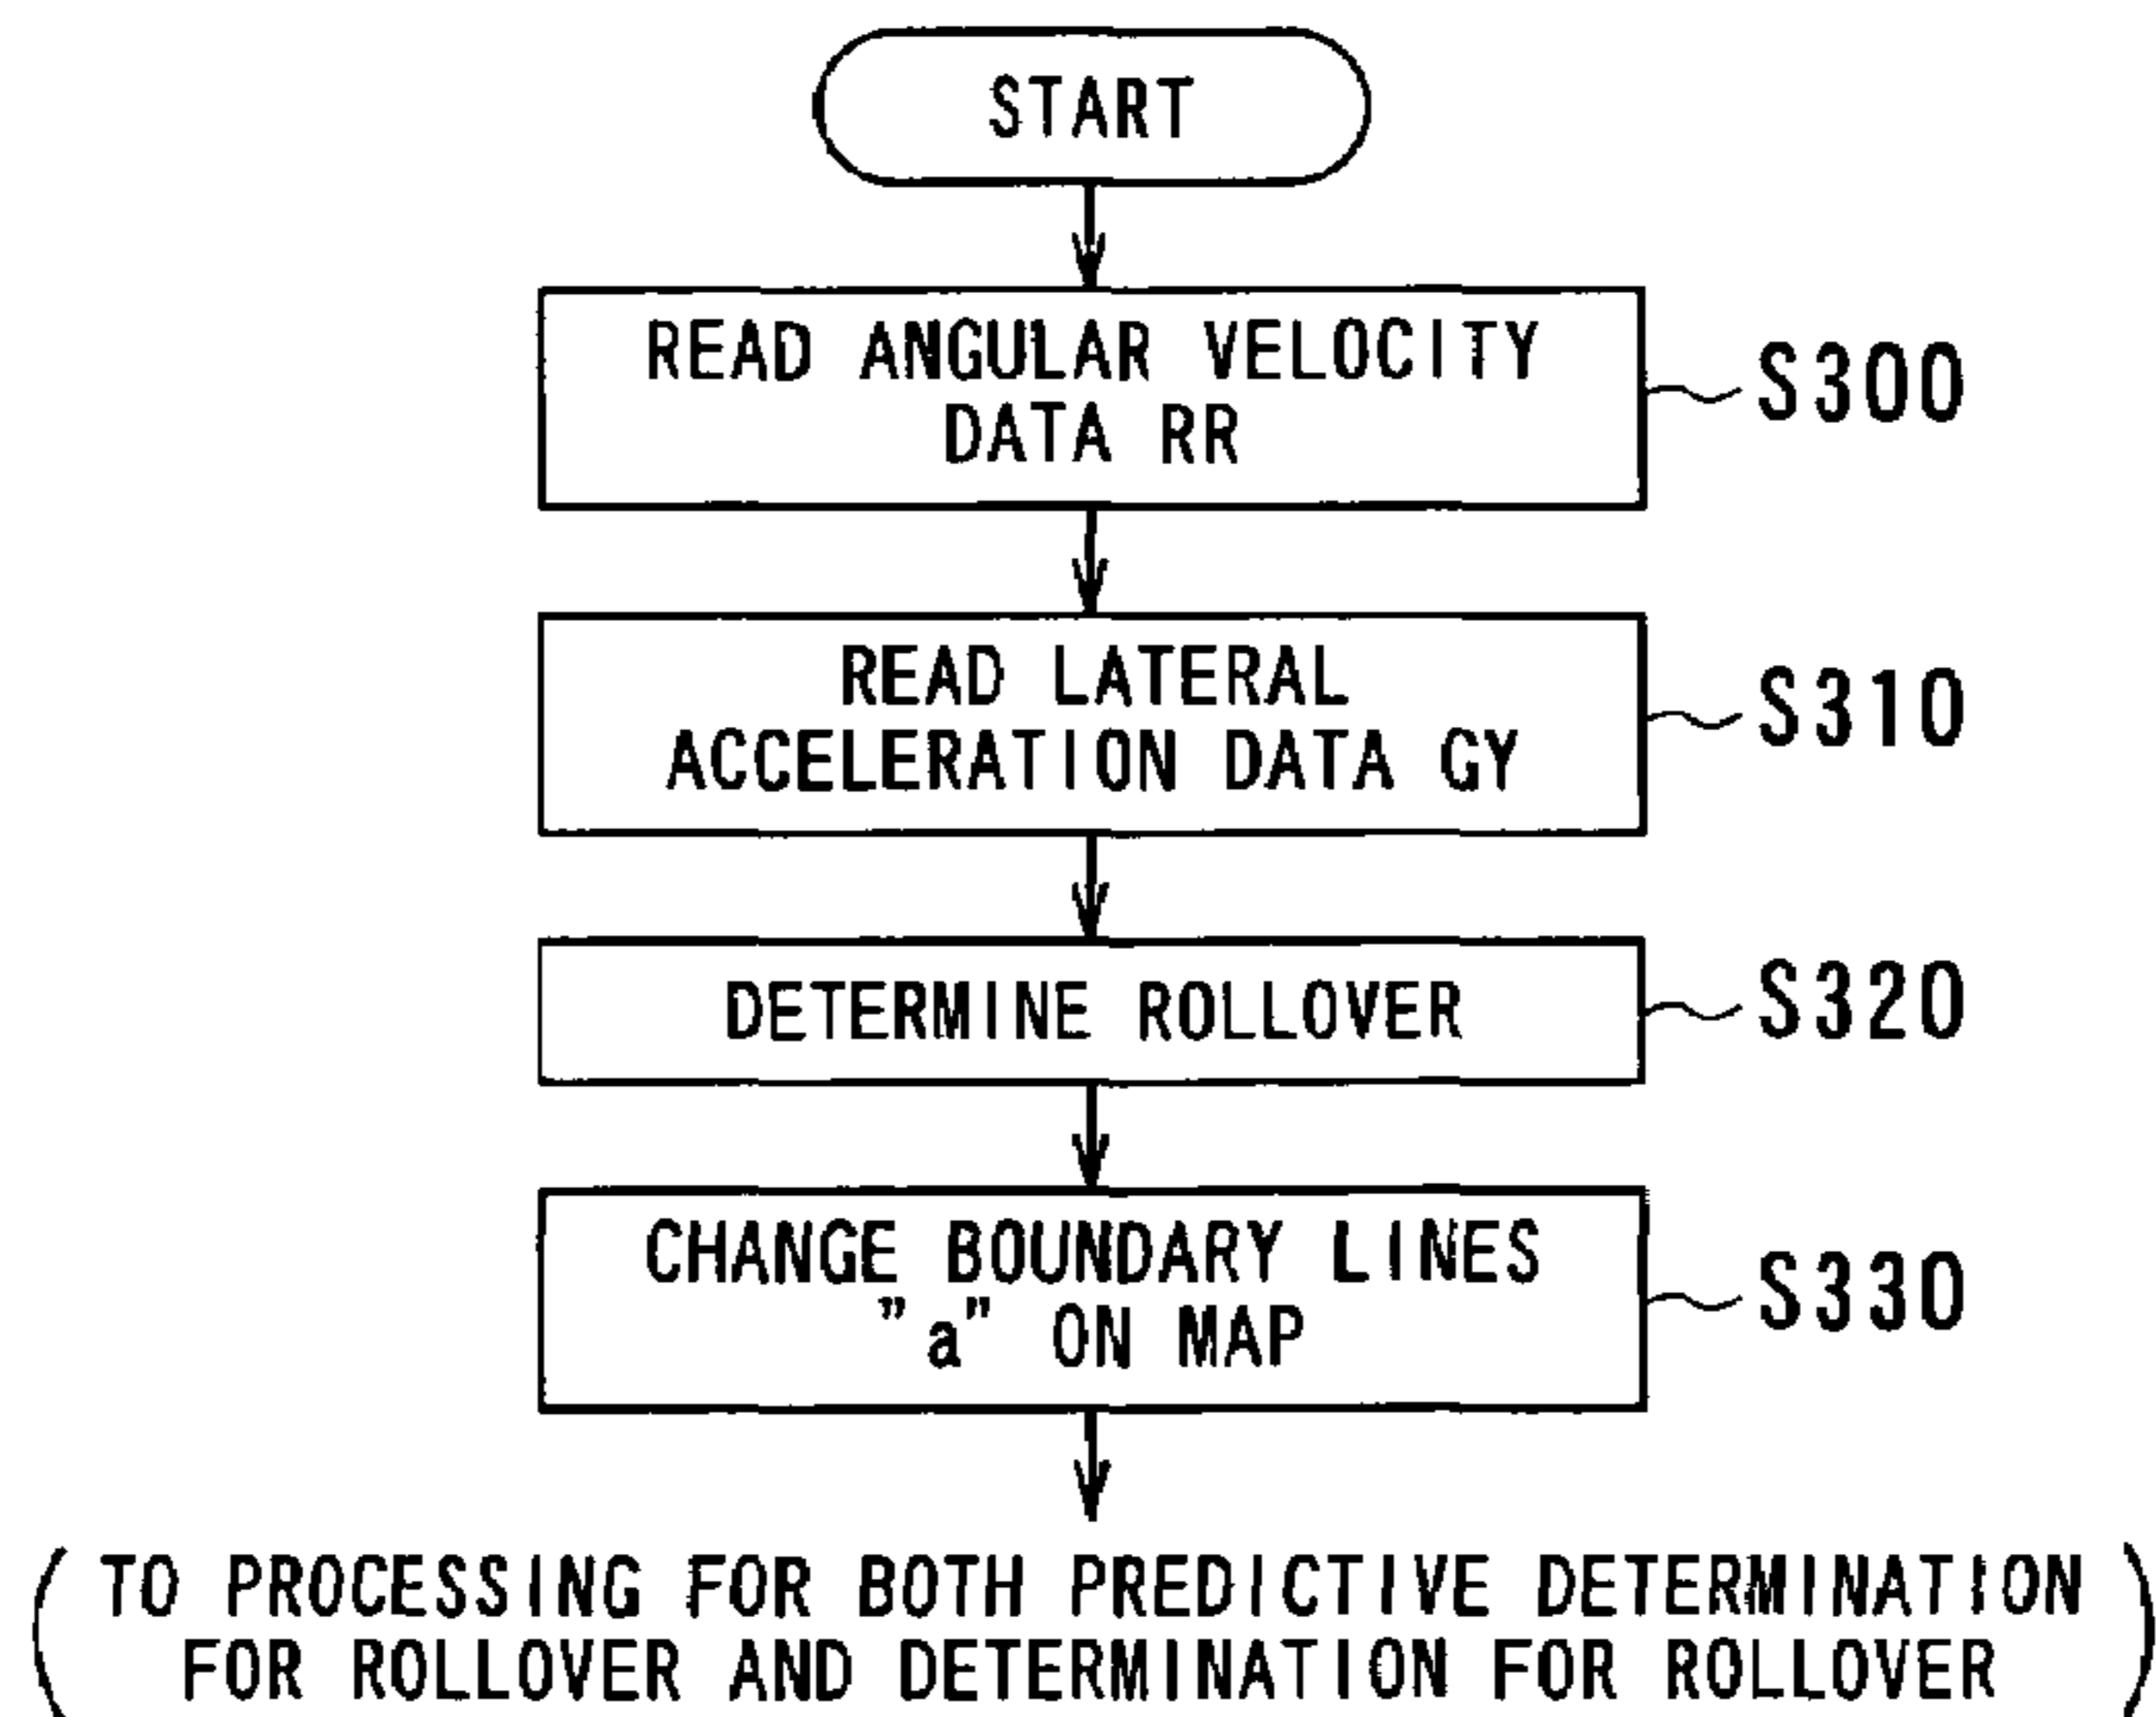 START
READ ANGULAR VELOCITY
DATA RR
S300
READ LATERAL
ACCELERATION DATA GY
S310
DETERMINE ROLLOVER
S320
CHANGE BOUNDARY LINES
"a" ON MAP
S330
(TO PROCESSING FOR BOTH PREDICTIVE DETERMINATION
FOR ROLLOVER AND DETERMINATION FOR ROLLOVER)